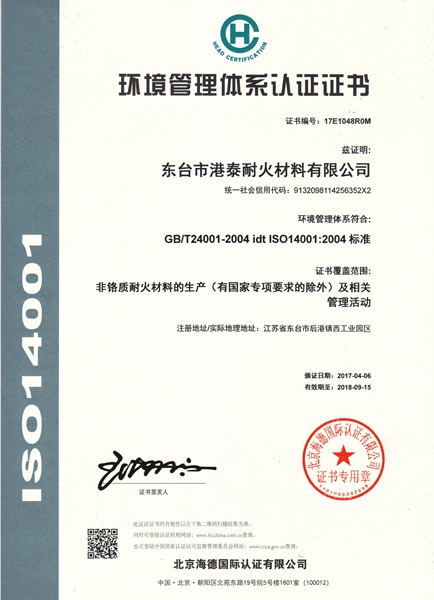 HC
HEAD CERTIFICATION
环境管理体系认证证书
证书编号：17E1048R0M
兹证明:
东台市港泰耐火材料有限公司
统一社会信用代码：9132098114256352X2
环境管理体系符合:
GB/T24001-2004 idt ISO14001:2004 标准
证书覆盖范围:
非铬质耐火材料的生产（有国家专项要求的除外）及相关
管理活动
注册地址/实际地理地址：江苏省东台市后港镇西工业园区
颁证日期：2017-04-06
有效期至：2018-09-15
ISO14001
北京海德国际认证有限公司
证书专用章
证书签发人
此认证证书的有效性以左下角二维码扫描结果为准。
同时可登陆认证机构网站：
查询。
也可登陆中国国家认证认可监督管理委员会网站：www.cnca.gov.cn查询。
北京海德国际认证有限公司
中国·北京·朝阳区北苑东路19号院5号楼1601室（100012）